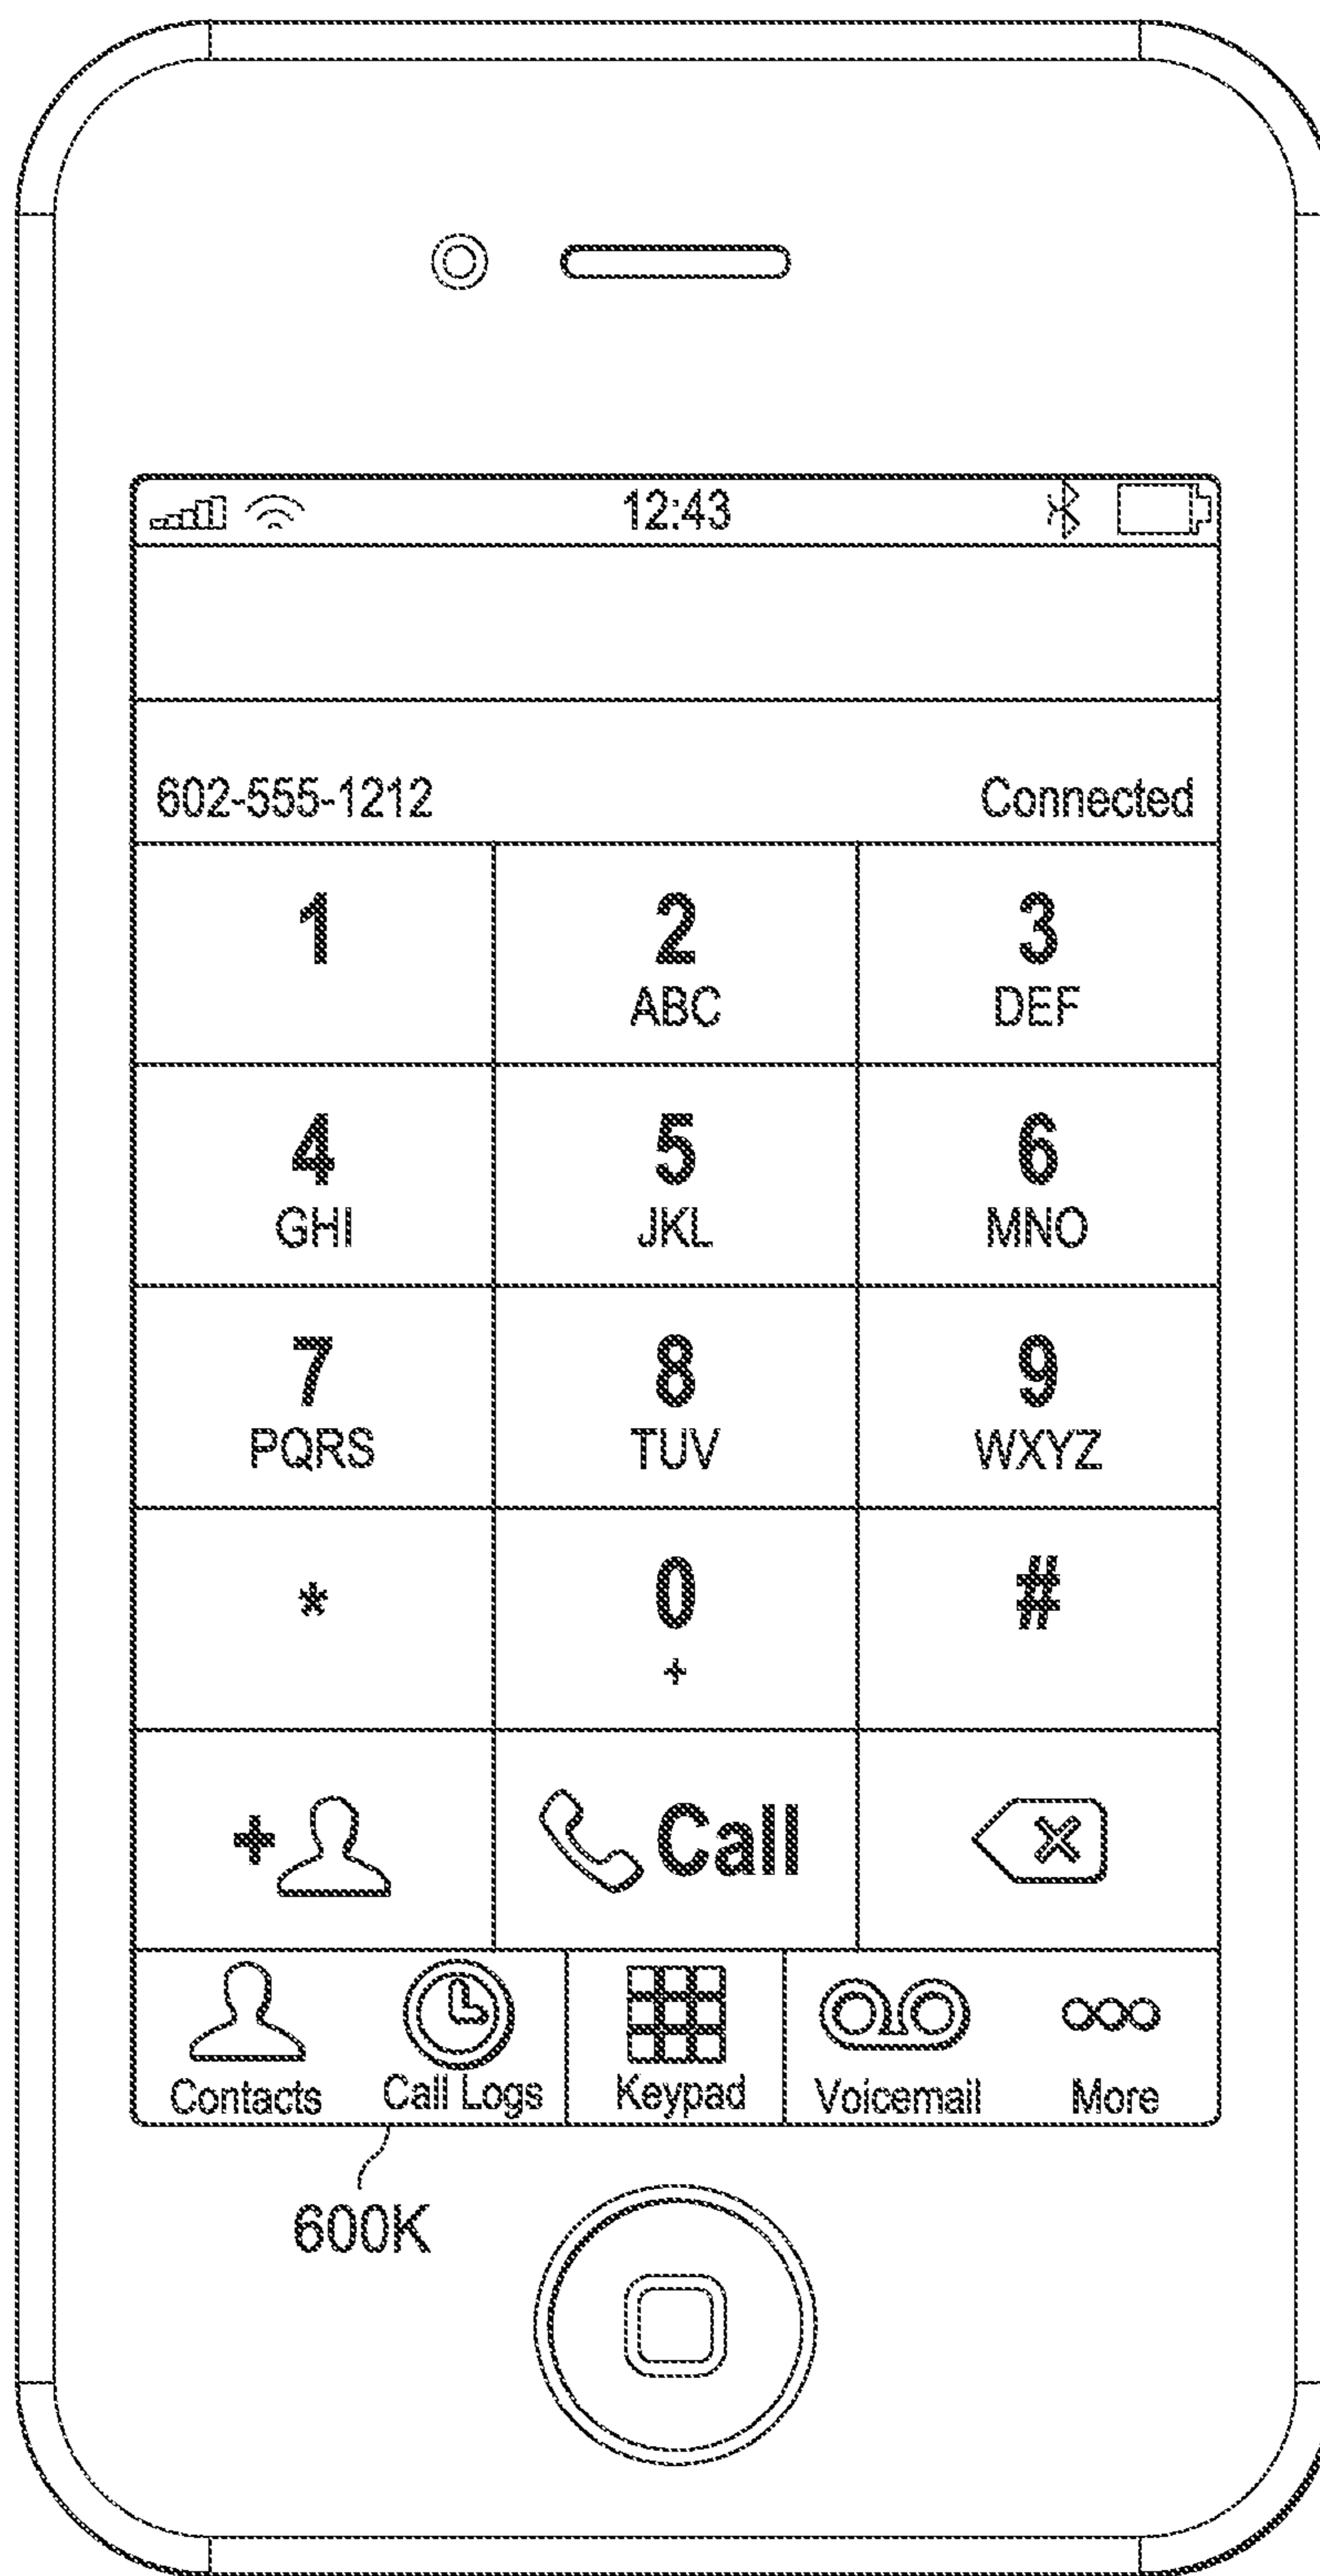 12:43
602-555-1212 Connected
1 2 3
ABC DEF
4 5 6
GHI JKL MNO
7 8 9
PQRS TUV WXYZ
* 0 #
+
+ Call
Contacts Call Logs Keypad Voicemail More
600K